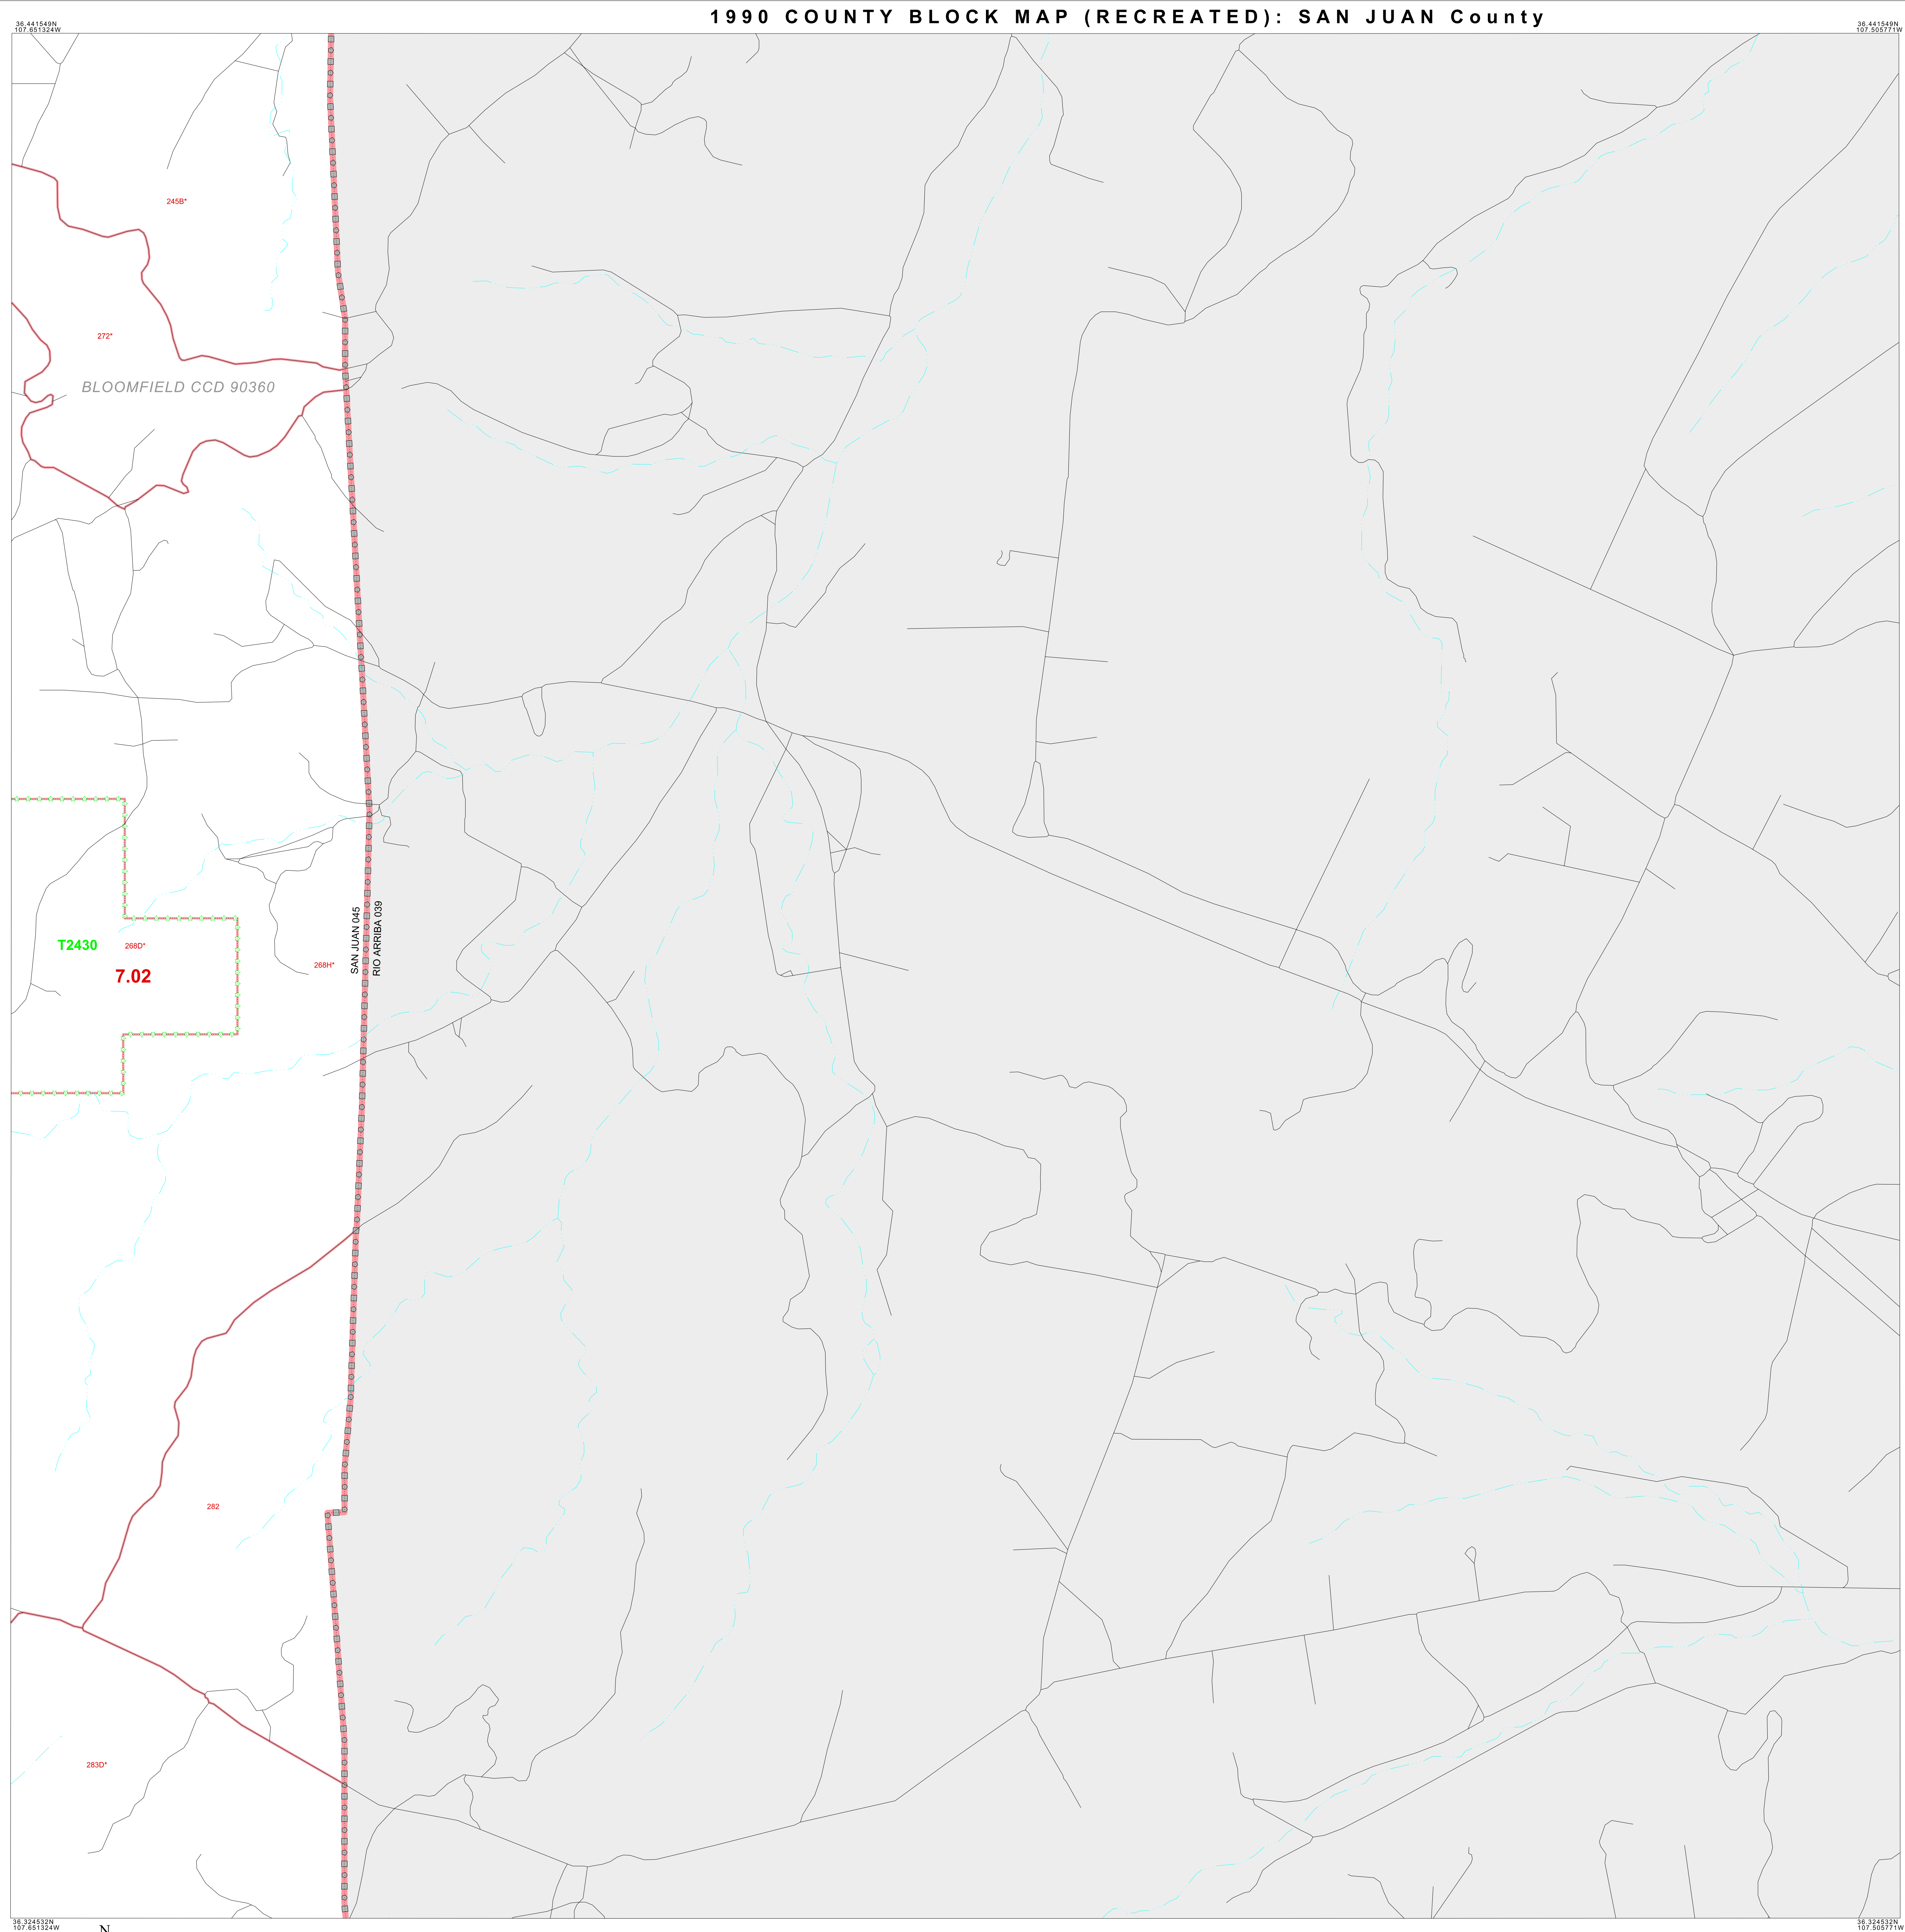 1990 COUNTY BLOCK MAP (RECREATED): SAN JUAN County
36.441549N
107.651324W
36.441549N
107.505771W
245B*
272*
BLOOMFIELD CCD 90360
SAN JUAN 045
RIO ARRIBA 039
T2430
268D*
7.02
268H*
282
283D*
36.324532N
107.651324W
N
36.324532N
107.505771W